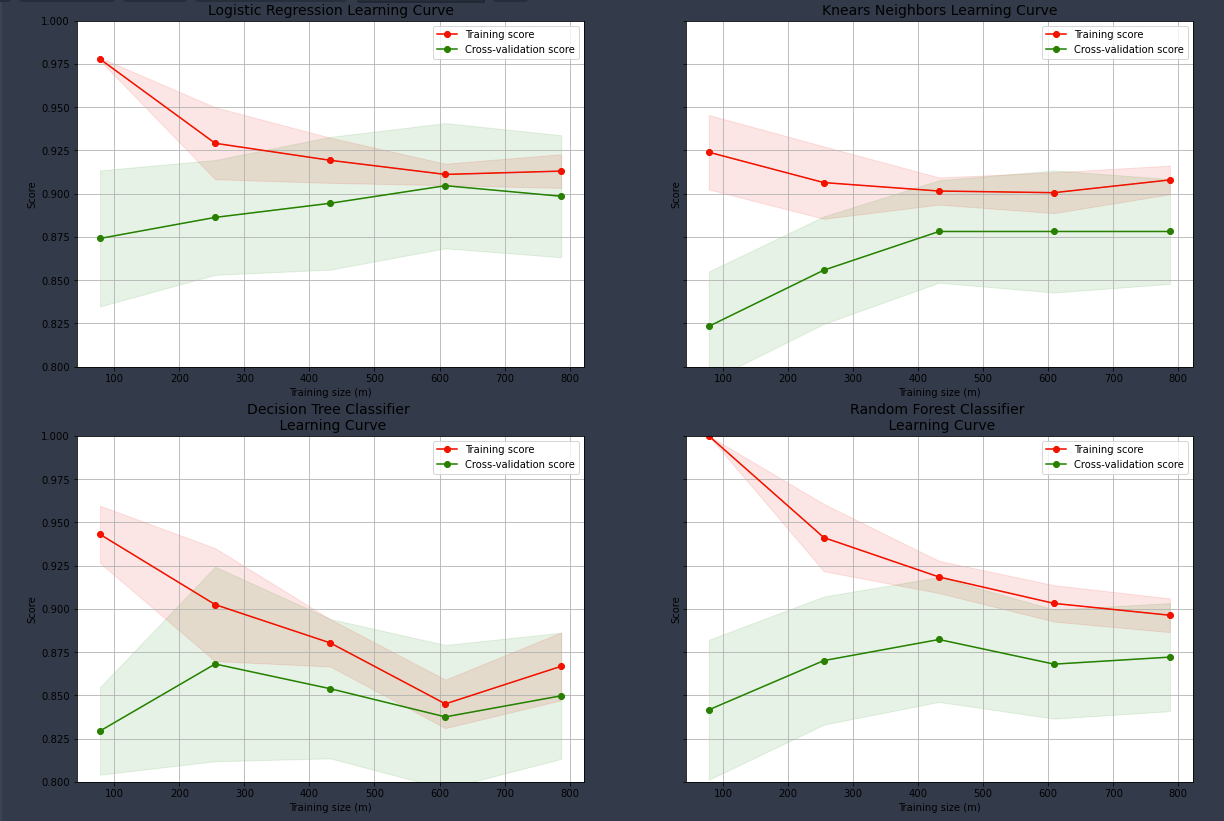 Logistic Regression Learning Curve
1.000
0.975
0.950
0.925
0.900
0.875
0.850
0.825
0.800
Score
Training score
Cross-validation score
100 200 300 400 500 600 700 800
Training size (m)
Knears Neighbors Learning Curve
Score
Training score
Cross-validation score
100 200 300 400 500 600 700 800
Training size (m)
Decision Tree Classifier
Learning Curve
1.000
0.975
0.950
0.925
0.900
0.875
0.850
0.825
0.800
Score
Training score
Cross-validation score
100 200 300 400 500 600 700 800
Training size (m)
Random Forest Classifier
Learning Curve
Score
Training score
Cross-validation score
100 200 300 400 500 600 700 800
Training size (m)